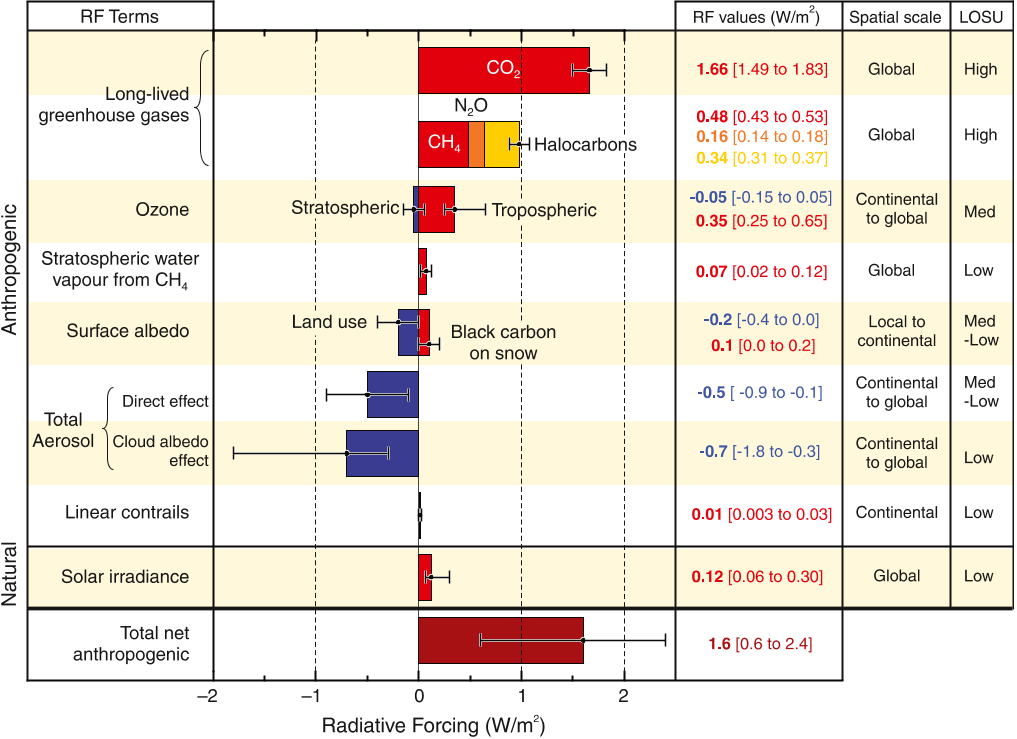 RF Terms
RF values (W/m²)
Spatial scale
LOSU
Anthropogenic
Long-lived
greenhouse gases
CO₂
1.66 [1.49 to 1.83]
Global
High
N₂O
CH₄
Halocarbons
0.48 [0.43 to 0.53]
0.16 [0.14 to 0.18]
0.34 [0.31 to 0.37]
Global
High
Ozone
Stratospheric
Tropospheric
-0.05 [-0.15 to 0.05]
0.35 [0.25 to 0.65]
Continental
to global
Med
Stratospheric water
vapour from CH₄
0.07 [0.02 to 0.12]
Global
Low
Surface albedo
Land use
Black carbon
on snow
-0.2 [-0.4 to 0.0]
0.1 [0.0 to 0.2]
Local to
continental
Med
-Low
Total
Aerosol
Direct effect
-0.5 [ -0.9 to -0.1]
Continental
to global
Med
-Low
Cloud albedo
effect
-0.7 [-1.8 to -0.3]
Continental
to global
Low
Linear contrails
0.01 [0.003 to 0.03]
Continental
Low
Natural
Solar irradiance
0.12 [0.06 to 0.30]
Global
Low
Total net
anthropogenic
1.6 [0.6 to 2.4]
–2 –1 0 1 2
Radiative Forcing (W/m²)